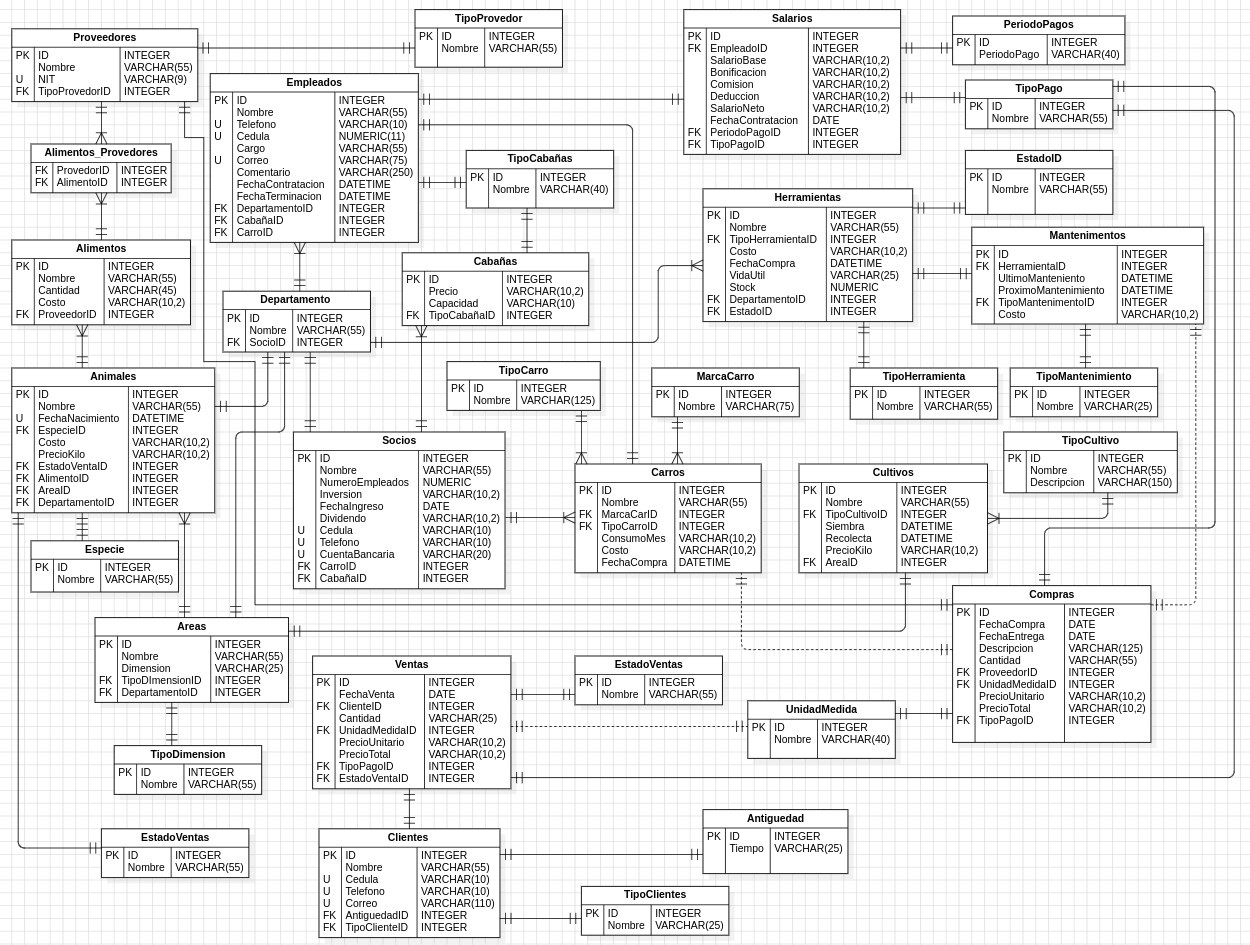 Proveedores
PK ID INTEGER
Nombre VARCHAR(55)
U NIT VARCHAR(9)
FK TipoProvedorID INTEGER
TipoProvedor
PK ID INTEGER
Nombre VARCHAR(55)
Salarios
PK ID INTEGER
FK EmpleadoID INTEGER
SalarioBase VARCHAR(10,2)
Bonificacion VARCHAR(10,2)
Comision VARCHAR(10,2)
Deduccion VARCHAR(10,2)
SalarioNeto VARCHAR(10,2)
FechaContratacion DATE
FK PeriodoPagoID INTEGER
FK TipoPagoID INTEGER
PeriodoPagos
PK ID INTEGER
PeriodoPago VARCHAR(40)
TipoPago
PK ID INTEGER
Nombre VARCHAR(55)
Empleados
PK ID INTEGER
Nombre VARCHAR(55)
U Telefono VARCHAR(10)
U Cedula NUMERIC(11)
Cargo VARCHAR(55)
U Correo VARCHAR(75)
Comentario VARCHAR(250)
FechaContratacion DATETIME
FechaTerminacion DATETIME
FK DepartamentoID INTEGER
FK CabañaID INTEGER
FK CarroID INTEGER
Alimentos_Provedores
FK ProvedorID INTEGER
FK AlimentoID INTEGER
TipoCabañas
PK ID INTEGER
Nombre VARCHAR(40)
EstadoID
PK ID INTEGER
Nombre VARCHAR(55)
Herramientas
PK ID INTEGER
Nombre VARCHAR(55)
FK TipoHerramientaID INTEGER
Costo VARCHAR(10,2)
FechaCompra DATETIME
VidaUtil VARCHAR(25)
Stock NUMERIC
FK DepartamentoID INTEGER
FK EstadoID INTEGER
Mantenimentos
PK ID INTEGER
FK HerramientaID INTEGER
UltimoManteniento DATETIME
ProximoMantenimiento DATETIME
FK TipoMantenimentoID INTEGER
Costo VARCHAR(10,2)
Alimentos
PK ID INTEGER
Nombre VARCHAR(55)
Cantidad VARCHAR(45)
Costo VARCHAR(10,2)
FK ProveedorID INTEGER
Cabañas
PK ID INTEGER
Precio VARCHAR(10,2)
Capacidad VARCHAR(10)
FK TipoCabañaID INTEGER
Departamento
PK ID INTEGER
Nombre VARCHAR(55)
FK SocioID INTEGER
Animales
PK ID INTEGER
Nombre VARCHAR(55)
U FechaNacimiento DATETIME
FK EspecieID INTEGER
Costo VARCHAR(10,2)
PrecioKilo VARCHAR(10,2)
FK EstadoVentaID INTEGER
FK AlimentoID INTEGER
FK AreaID INTEGER
FK DepartamentoID INTEGER
TipoCarro
PK ID INTEGER
Nombre VARCHAR(125)
MarcaCarro
PK ID INTEGER
Nombre VARCHAR(75)
TipoHerramienta
PK ID INTEGER
Nombre VARCHAR(55)
TipoMantenimiento
PK ID INTEGER
Nombre VARCHAR(25)
Socios
PK ID INTEGER
Nombre VARCHAR(55)
NumeroEmpleados NUMERIC
Inversion VARCHAR(10,2)
FechaIngreso DATE
Dividendo VARCHAR(10,2)
U Cedula VARCHAR(10)
U Telefono VARCHAR(10)
U CuentaBancaria VARCHAR(20)
FK CarroID INTEGER
FK CabañaID INTEGER
Carros
PK ID INTEGER
Nombre VARCHAR(55)
FK MarcaCarID INTEGER
FK TipoCarroID INTEGER
ConsumoMes VARCHAR(10,2)
Costo VARCHAR(10,2)
FechaCompra DATETIME
Cultivos
PK ID INTEGER
Nombre VARCHAR(55)
FK TipoCultivoID INTEGER
Siembra DATETIME
Recolecta DATETIME
PrecioKilo VARCHAR(10,2)
FK AreaID INTEGER
TipoCultivo
PK ID INTEGER
Nombre VARCHAR(55)
Descripcion VARCHAR(150)
Especie
PK ID INTEGER
Nombre VARCHAR(55)
Compras
PK ID INTEGER
FechaCompra DATE
FechaEntrega DATE
Descripcion VARCHAR(125)
Cantidad VARCHAR(55)
FK ProveedorID INTEGER
FK UnidadMedidaID INTEGER
PrecioUnitario VARCHAR(10,2)
PrecioTotal VARCHAR(10,2)
FK TipoPagoID INTEGER
Areas
PK ID INTEGER
Nombre VARCHAR(55)
Dimension VARCHAR(25)
FK TipoDImensionID INTEGER
FK DepartamentoID INTEGER
Ventas
PK ID INTEGER
FechaVenta DATE
FK ClienteID INTEGER
Cantidad VARCHAR(25)
FK UnidadMedidaID INTEGER
PrecioUnitario VARCHAR(10,2)
PrecioTotal VARCHAR(10,2)
FK TipoPagoID INTEGER
FK EstadoVentaID INTEGER
EstadoVentas
PK ID INTEGER
Nombre VARCHAR(55)
UnidadMedida
PK ID INTEGER
Nombre VARCHAR(40)
TipoDimension
PK ID INTEGER
Nombre VARCHAR(55)
EstadoVentas
PK ID INTEGER
Nombre VARCHAR(55)
Clientes
PK ID INTEGER
Nombre VARCHAR(55)
U Cedula VARCHAR(10)
U Telefono VARCHAR(10)
U Correo VARCHAR(110)
FK AntiguedadID INTEGER
FK TipoClienteID INTEGER
Antiguedad
PK ID INTEGER
Tiempo VARCHAR(25)
TipoClientes
PK ID INTEGER
Nombre VARCHAR(25)